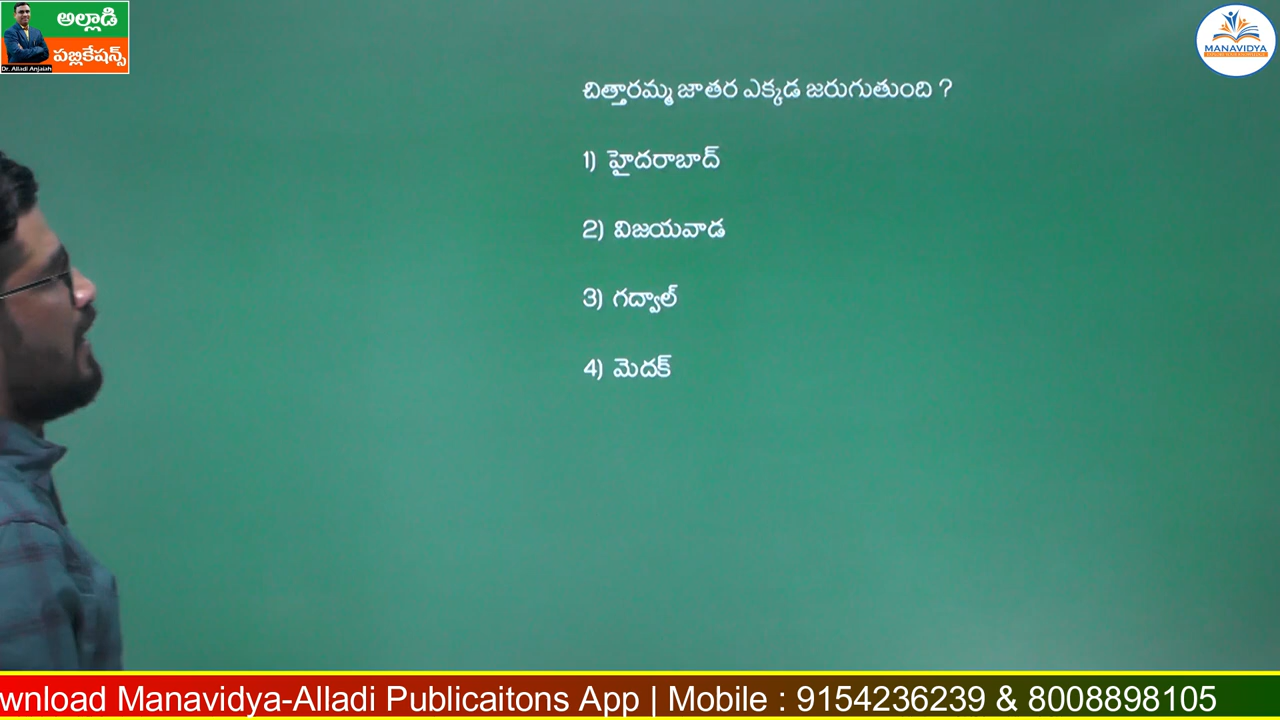 అల్లాడి
పబ్లికేషన్స్
Dr. Alladi Anjaiah
MANAVIDYA
చిత్తారమ్మ జాతర ఎక్కడ జరుగుతుంది ?
1) హైదరాబాద్
2) విజయవాడ
3) గద్వాల్
4) మెదక్
wnload Manavidya-Alladi Publicaitons App | Mobile : 9154236239 & 8008898105